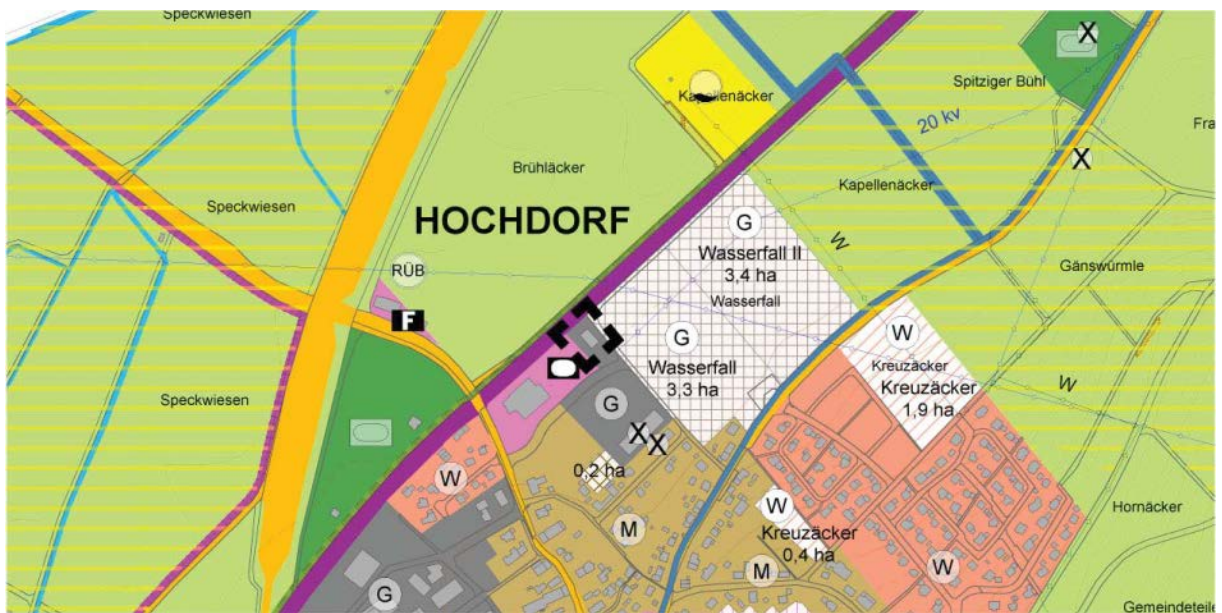 Speckwiesen
Speckwiesen
X
Spitziger Bühl
Kapellenäcker
20 kv
Fra
X
Brühläcker
Kapellenäcker
Speckwiesen
HOCHDORF
G
W
Wasserfall II
3,4 ha
Gänswürmle
RÜB
Wasserfall
F
G
W
Wasserfall
3,3 ha
Kreuzäcker
Kreuzäcker
1,9 ha
W
Speckwiesen
G
X
X
0,2 ha
W
W
Kreuzäcker
0,4 ha
Hornäcker
M
M
W
G
Gemeindeteile